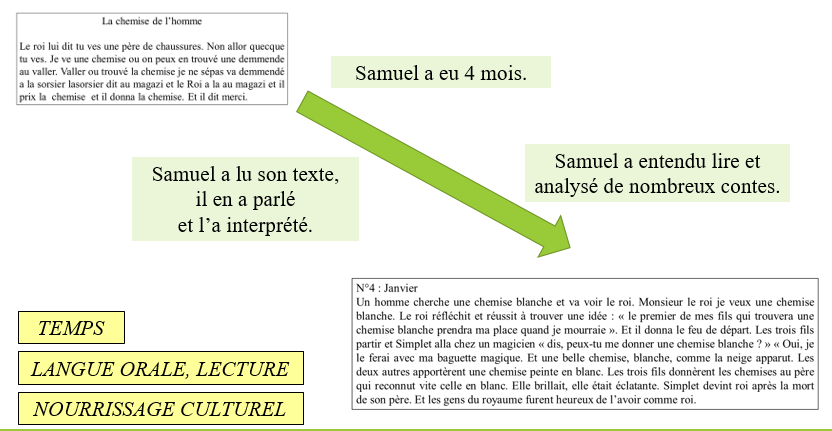 La chemise de l'homme
Le roi lui dit tu ves une père de chaussures. Non allor quecque
tu ves. Je ve une chemise ou on peux en trouvé une demmende
au valler. Valler ou trouvé la chemise je ne sépas va demmendé
a la sorsier lasorsier dit au magazi et le Roi a la au magazi et il
prix la chemise et il donna la chemise. Et il dit merci.
Samuel a eu 4 mois.
Samuel a lu son texte,
il en a parlé
et l'a interprété.
Samuel a entendu lire et
analysé de nombreux contes.
N°4 : Janvier
Un homme cherche une chemise blanche et va voir le roi. Monsieur le roi je veux une chemise
blanche. Le roi réfléchit et réussit à trouver une idée : « le premier de mes fils qui trouvera une
chemise blanche prendra ma place quand je mourraie ». Et il donna le feu de départ. Les trois fils
partir et Simplet alla chez un magicien « dis, peux-tu me donner une chemise blanche ? » « Oui, je
le ferai avec ma baguette magique. Et une belle chemise, blanche, comme la neige apparut. Les
deux autres apportèrent une chemise peinte en blanc. Les trois fils donnèrent les chemises au père
qui reconnut vite celle en blanc. Elle brillait, elle était éclatante. Simplet devint roi après la mort
de son père. Et les gens du royaume furent heureux de l'avoir comme roi.
TEMPS
LANGUE ORALE, LECTURE
NOURRISSAGE CULTUREL